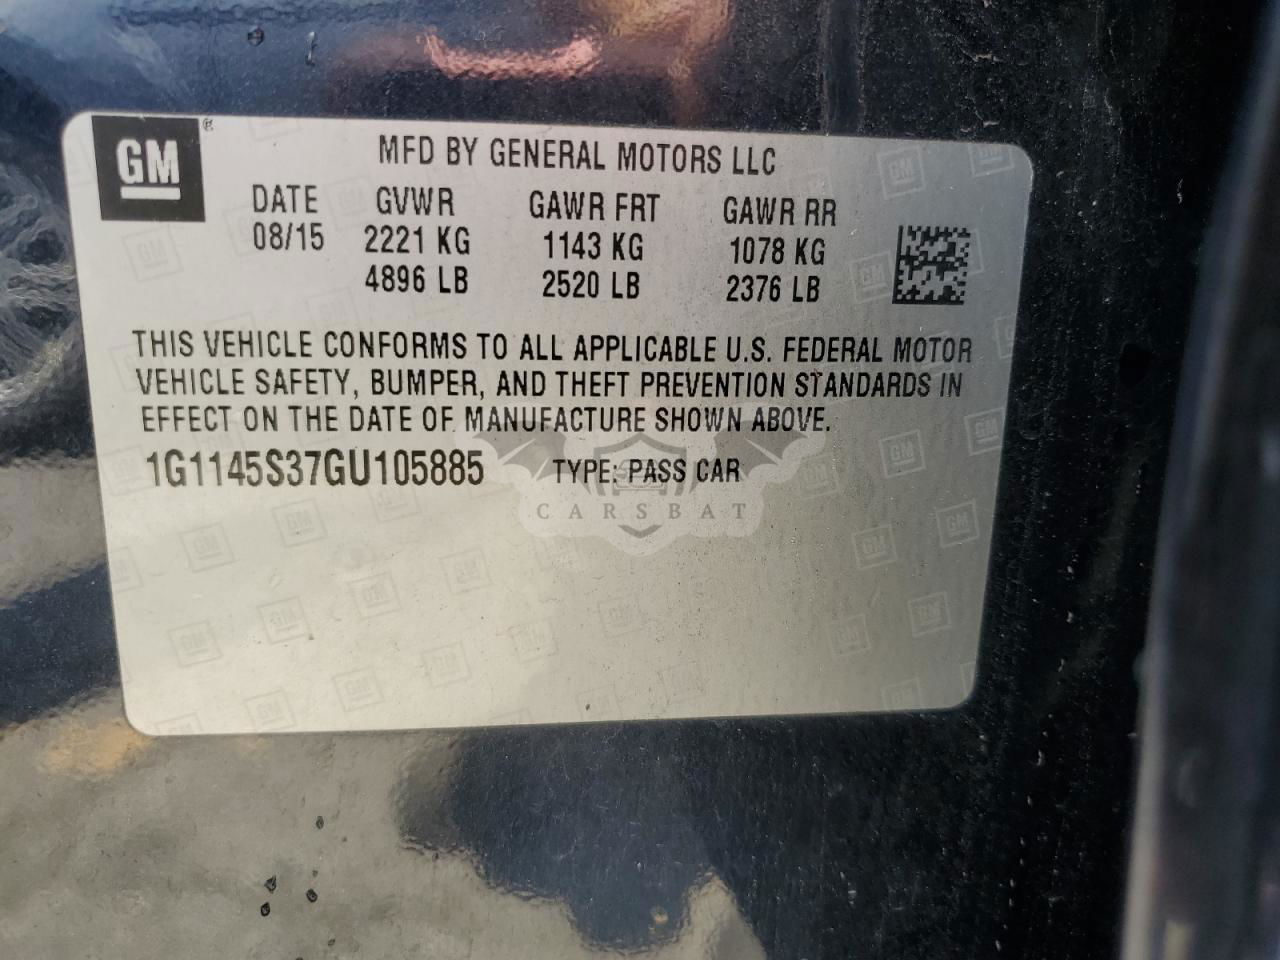 GM ®
MFD BY GENERAL MOTORS LLC
DATE GVWR GAWR FRT GAWR RR
08/15 2221 KG 1143 KG 1078 KG
4896 LB 2520 LB 2376 LB
THIS VEHICLE CONFORMS TO ALL APPLICABLE U.S. FEDERAL MOTOR
VEHICLE SAFETY, BUMPER, AND THEFT PREVENTION STANDARDS IN
EFFECT ON THE DATE OF MANUFACTURE SHOWN ABOVE.
1G1145S37GU105885 TYPE: PASS CAR
CARSBAT